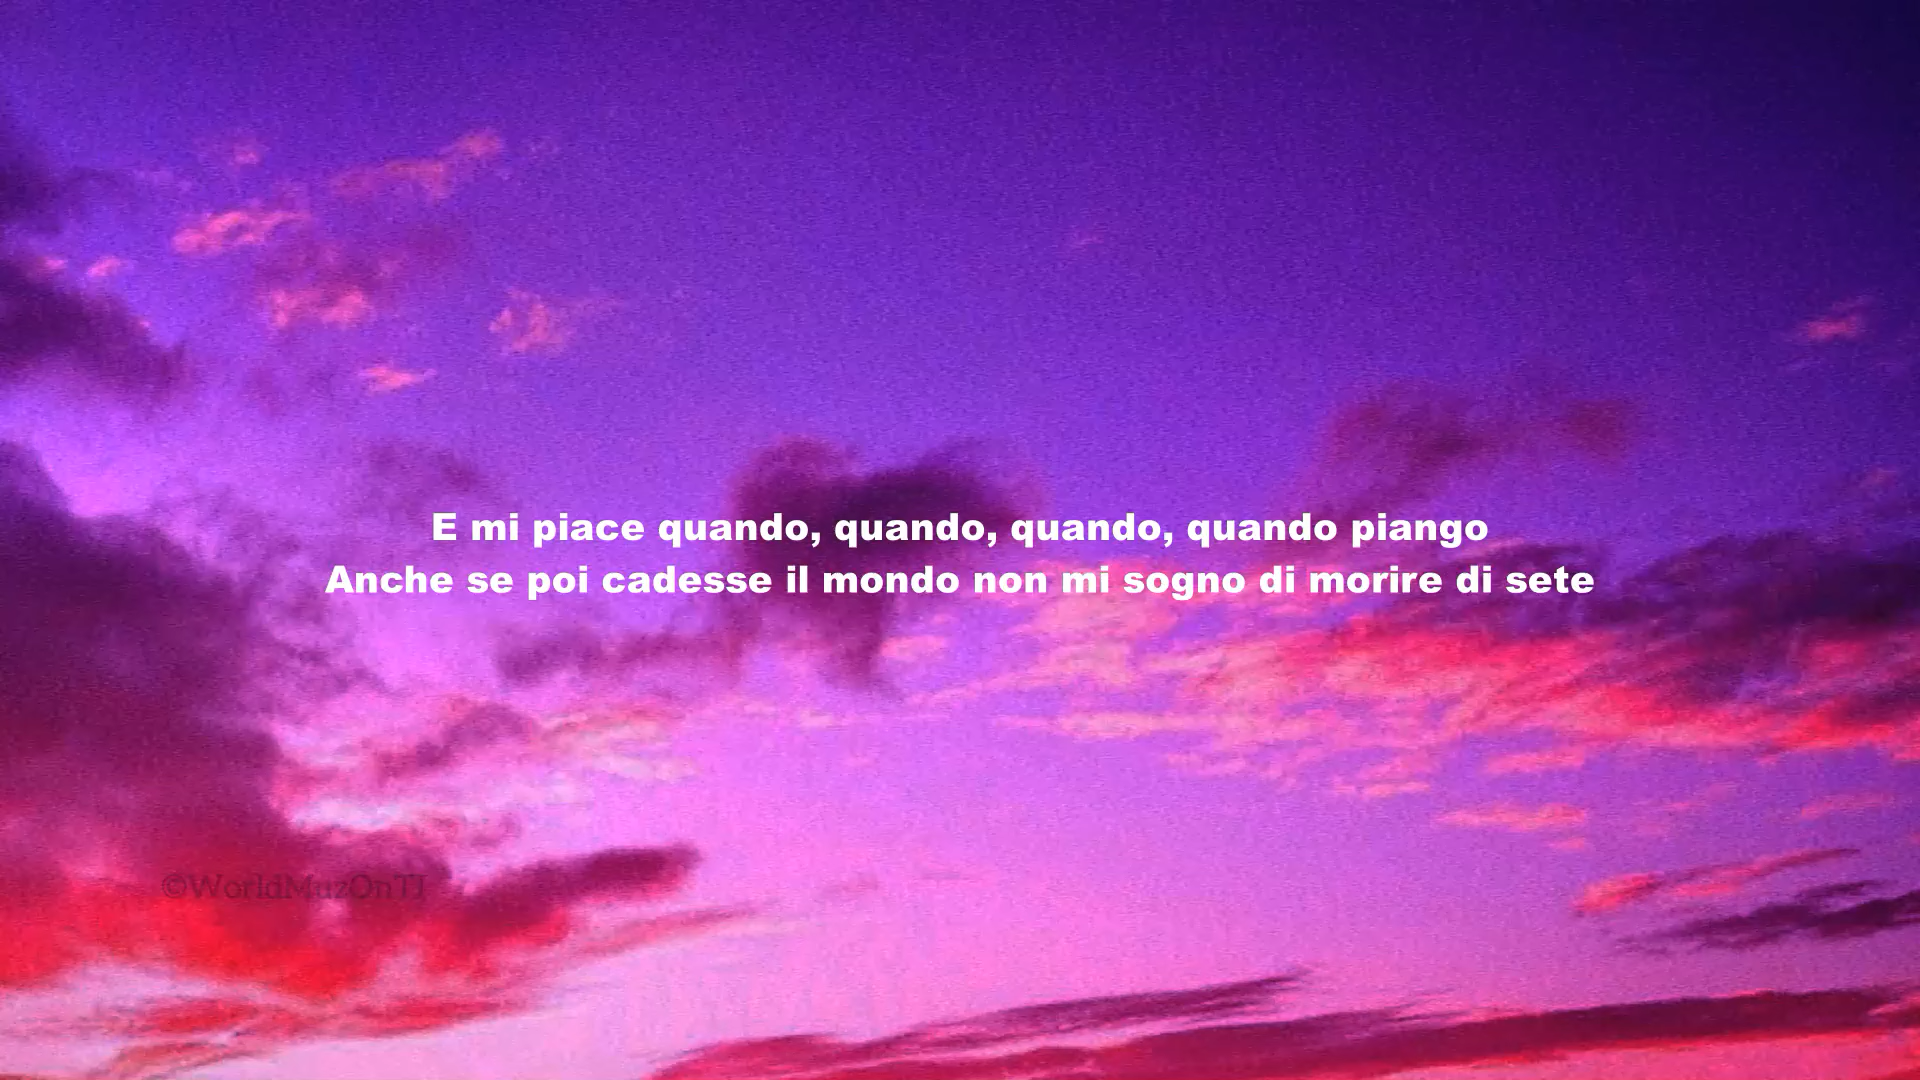 E mi piace quando, quando, quando, quando piango
Anche se poi cadesse il mondo non mi sogno di morire di sete
©WorldMuzOnTJ